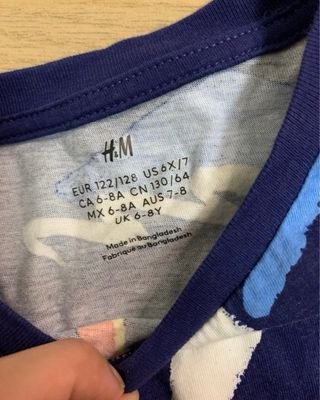 H&M
EUR 122/128 US 6X/7
CA 6-8A CN 130/64
MX 6-8A AUS 7-8
UK 6-8Y
Made in Bangladesh
Fabriqué au Bangladesh